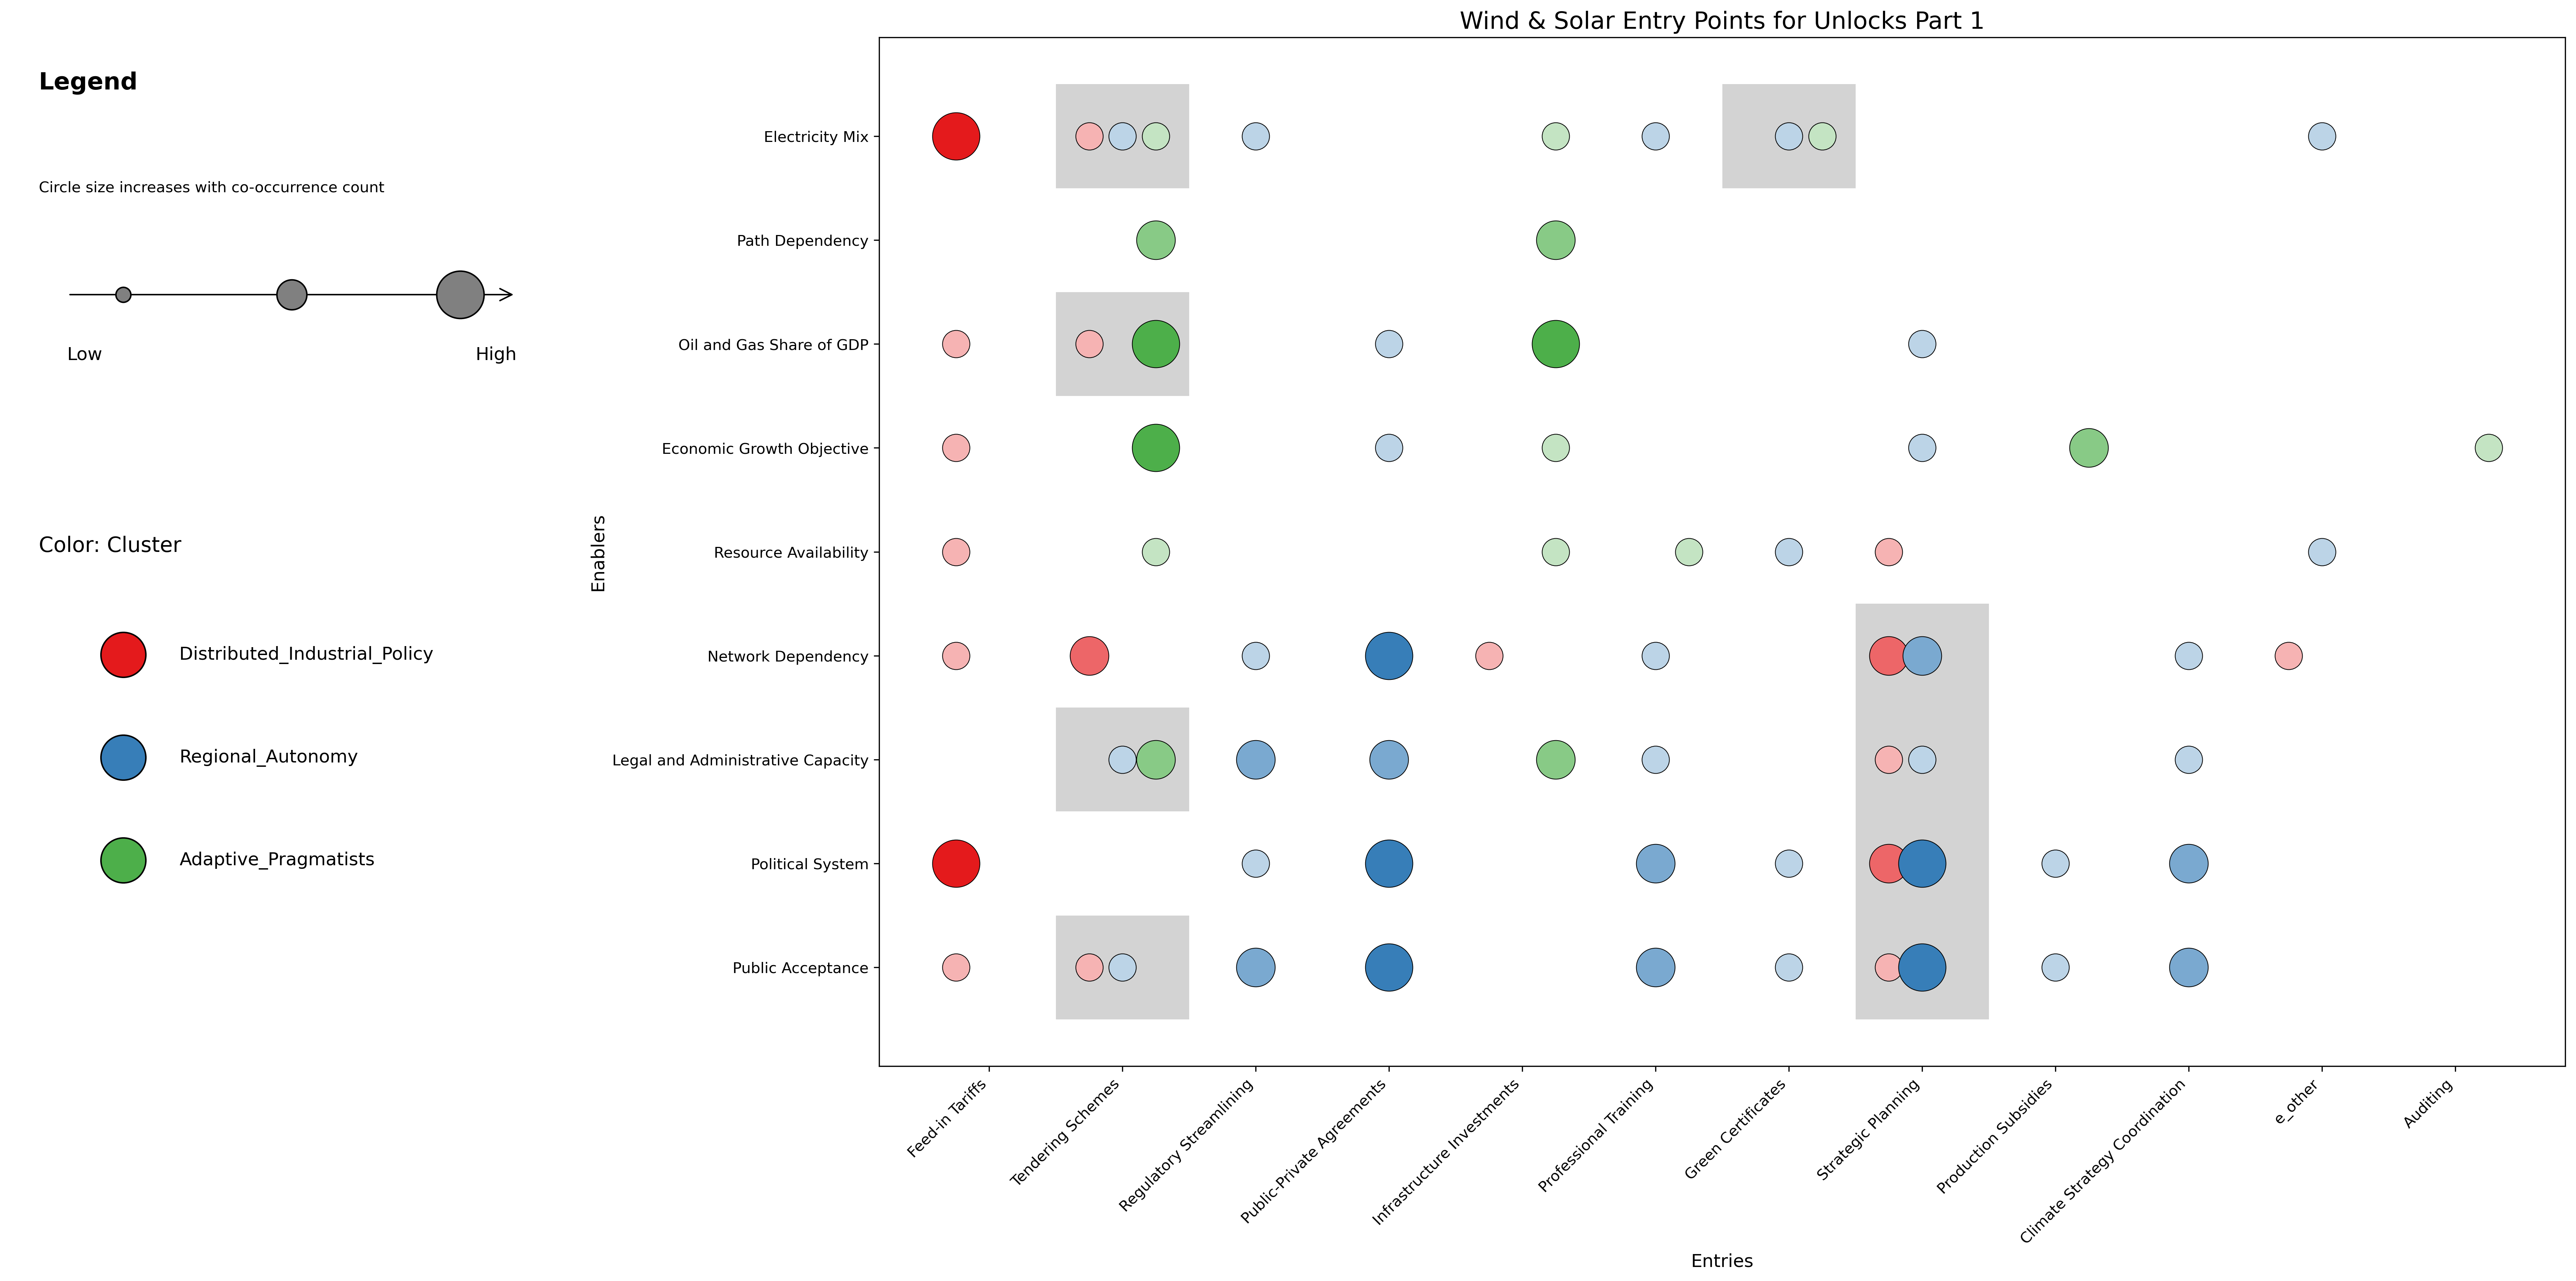 Wind & Solar Entry Points for Unlocks Part 1
Legend
Circle size increases with co-occurrence count
Low
High
Color: Cluster
Distributed_Industrial_Policy
Regional_Autonomy
Adaptive_Pragmatists
Enablers
Electricity Mix
Path Dependency
Oil and Gas Share of GDP
Economic Growth Objective
Resource Availability
Network Dependency
Legal and Administrative Capacity
Political System
Public Acceptance
Feed-in Tariffs
Tendering Schemes
Regulatory Streamlining
Public-Private Agreements
Infrastructure Investments
Professional Training
Green Certificates
Strategic Planning
Production Subsidies
Climate Strategy Coordination
e_other
Auditing
Entries